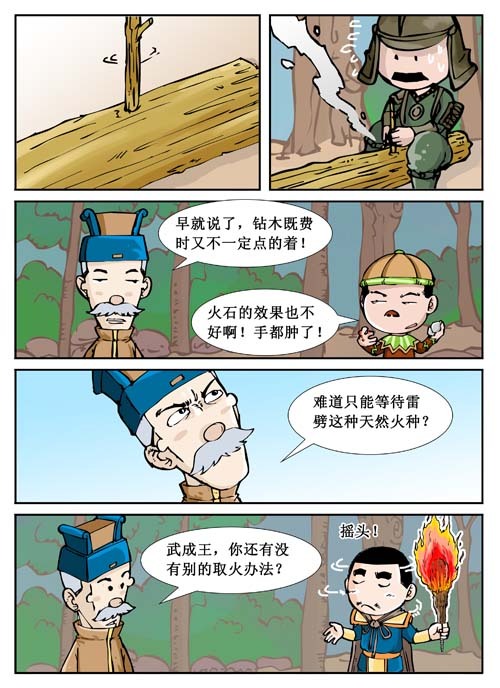 早就说了，钻木既费
时又不一定点的着！
火石的效果也不
好啊！手都肿了！
难道只能等待雷
劈这种天然火种？
武成王，你还有没
有别的取火办法？
摇头！